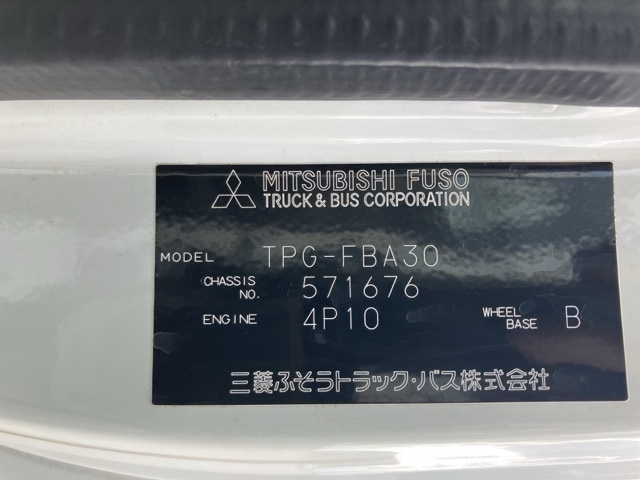 MITSUBISHI FUSO
TRUCK & BUS CORPORATION
MODEL TPG-FBA30
CHASSIS NO. 571676
ENGINE 4P10 WHEEL BASE B
三菱ふそうトラック・バス株式会社